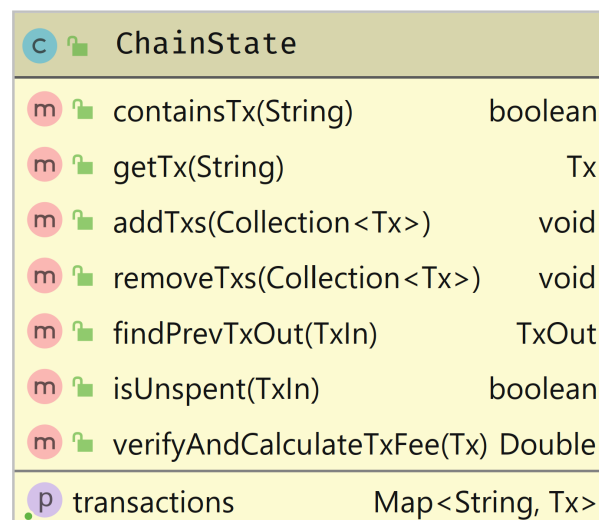 C ChainState
m containsTx(String) boolean
m getTx(String) Tx
m addTxs(Collection<Tx>) void
m removeTxs(Collection<Tx>) void
m findPrevTxOut(TxIn) TxOut
m isUnspent(TxIn) boolean
m verifyAndCalculateTxFee(Tx) Double
p transactions Map<String, Tx>